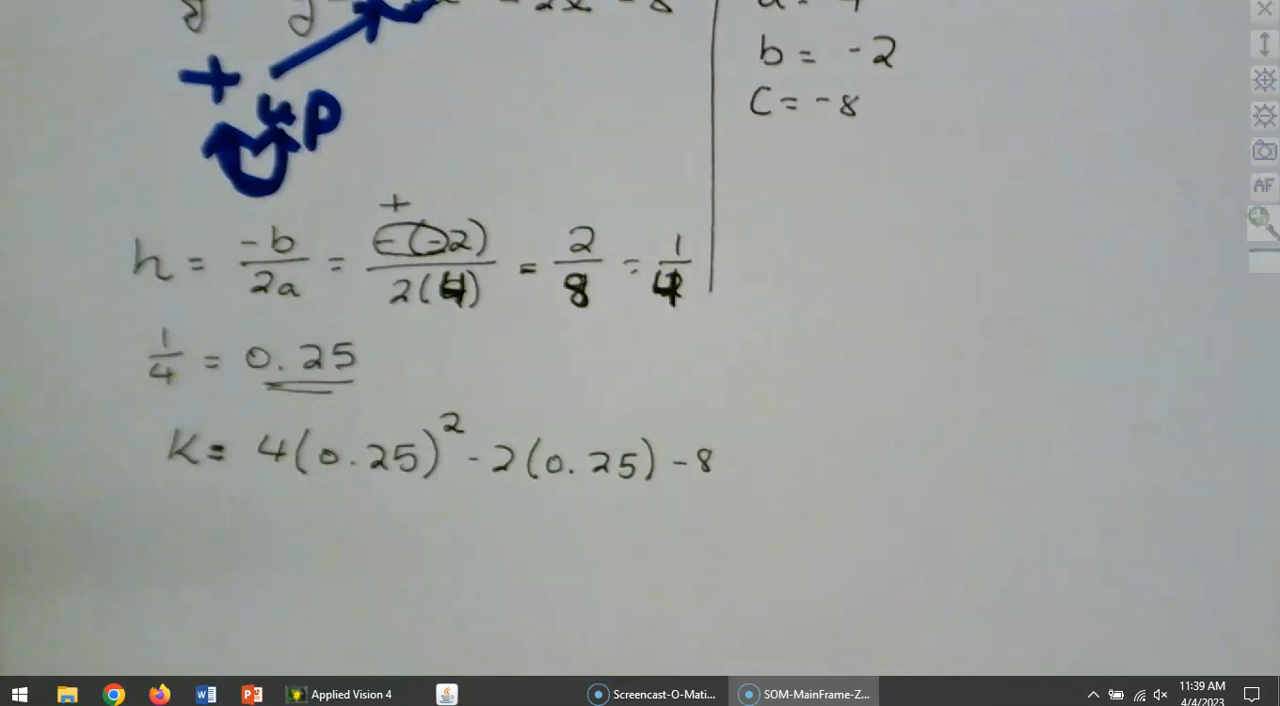 b = -2
C = -8
+
up
+
h = -b/2a = -(-2)/2(4) = 2/8 = 1/4
1/4 = 0.25
K = 4(0.25)² - 2(0.25) - 8
AF
Applied Vision 4
Screencast-O-Mati...
SOM-MainFrame-Z...
11:39 AM
4/4/2023